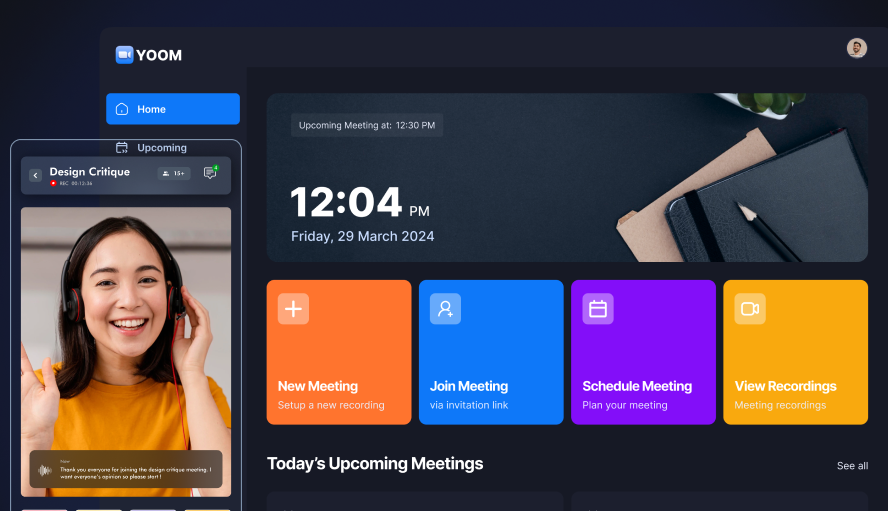 YOOM
Home
Upcoming
Design Critique
REC 00:12:36
15+
4
Upcoming Meeting at: 12:30 PM
12:04 PM
Friday, 29 March 2024
New Meeting
Setup a new recording
Join Meeting
via invitation link
Schedule Meeting
Plan your meeting
View Recordings
Meeting recordings
Thank you everyone for joining the design critique meeting. I
want everyone's opinion so please start !
Today's Upcoming Meetings
See all